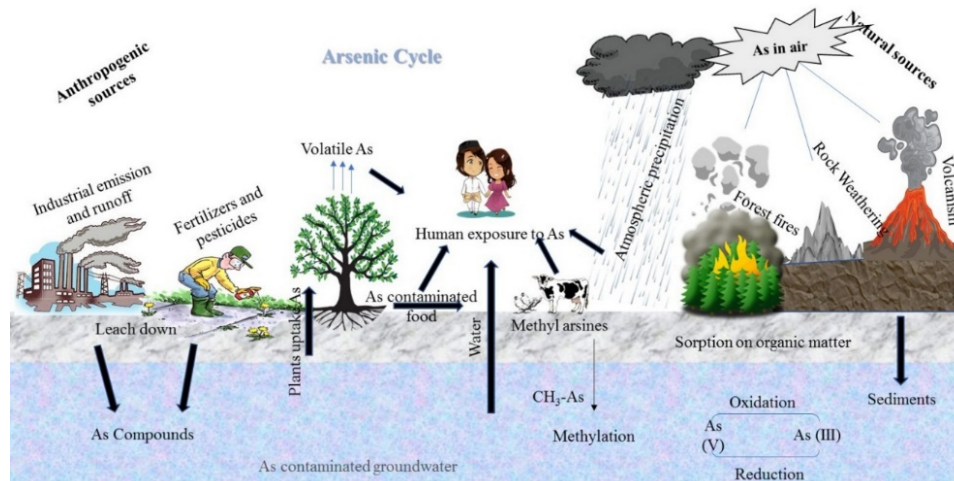 Arsenic Cycle
Anthropogenic
sources
As in air
Natural sources
Volatile As
Industrial emission
and runoff
Fertilizers and
pesticides
Human exposure to As
Atmospheric precipitation
Forest fires
Rock Weathering
Volcanism
Plants uptake As
As contaminated
food
Water
Leach down
Methyl arsines
Sorption on organic matter
CH₃-As
Methylation
As Compounds
As contaminated groundwater
Oxidation
As
(V)
As (III)
Reduction
Sediments